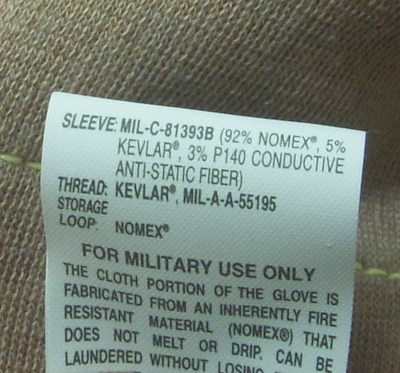 SLEEVE: MIL-C-81393B (92% NOMEX®, 5%
KEVLAR®, 3% P140 CONDUCTIVE
ANTI-STATIC FIBER)
THREAD: KEVLAR®, MIL-A-A-55195
STORAGE
LOOP: NOMEX®
FOR MILITARY USE ONLY
THE CLOTH PORTION OF THE GLOVE IS
FABRICATED FROM AN INHERENTLY FIRE
RESISTANT MATERIAL (NOMEX®) THAT
DOES NOT MELT OR DRIP. CAN BE
LAUNDERED WITHOUT LOSING